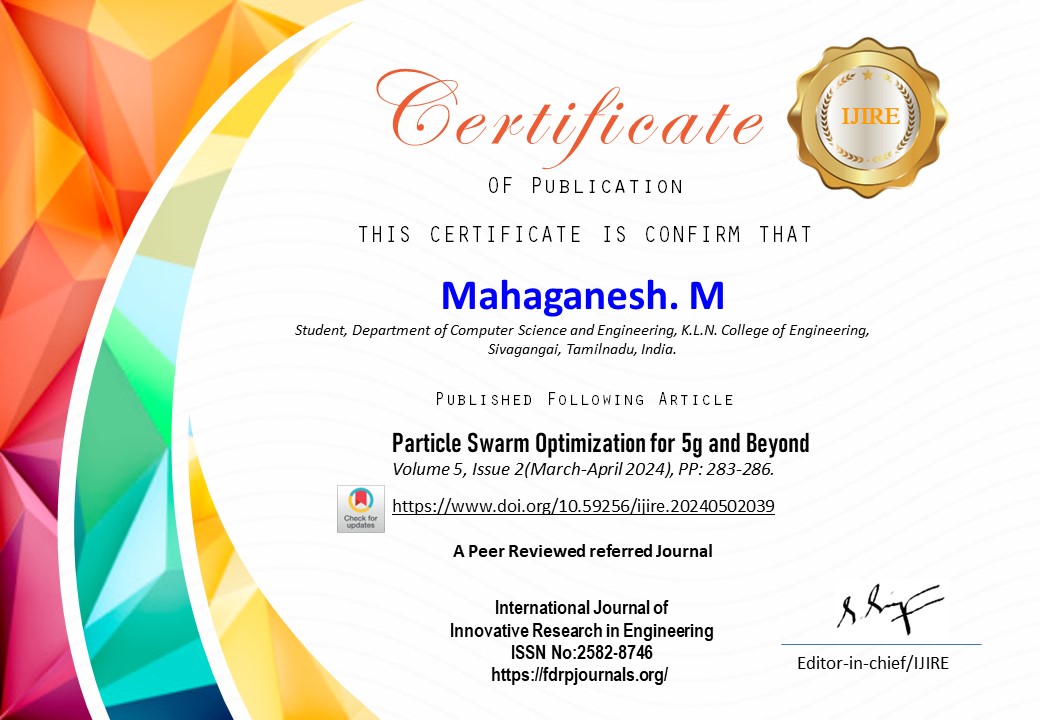 Certificate
IJIRE
OF PUBLICATION
THIS CERTIFICATE IS CONFIRM THAT
Mahaganesh. M
Student, Department of Computer Science and Engineering, K.L.N. College of Engineering,
Sivagangai, Tamilnadu, India.
PUBLISHED FOLLOWING ARTICLE
Particle Swarm Optimization for 5g and Beyond
Volume 5, Issue 2(March-April 2024), PP: 283-286.
Check for
updates
https://www.doi.org/10.59256/ijire.20240502039
A Peer Reviewed referred Journal
International Journal of
Innovative Research in Engineering
ISSN No:2582-8746
https://fdrpjournals.org/
Editor-in-chief/IJIRE